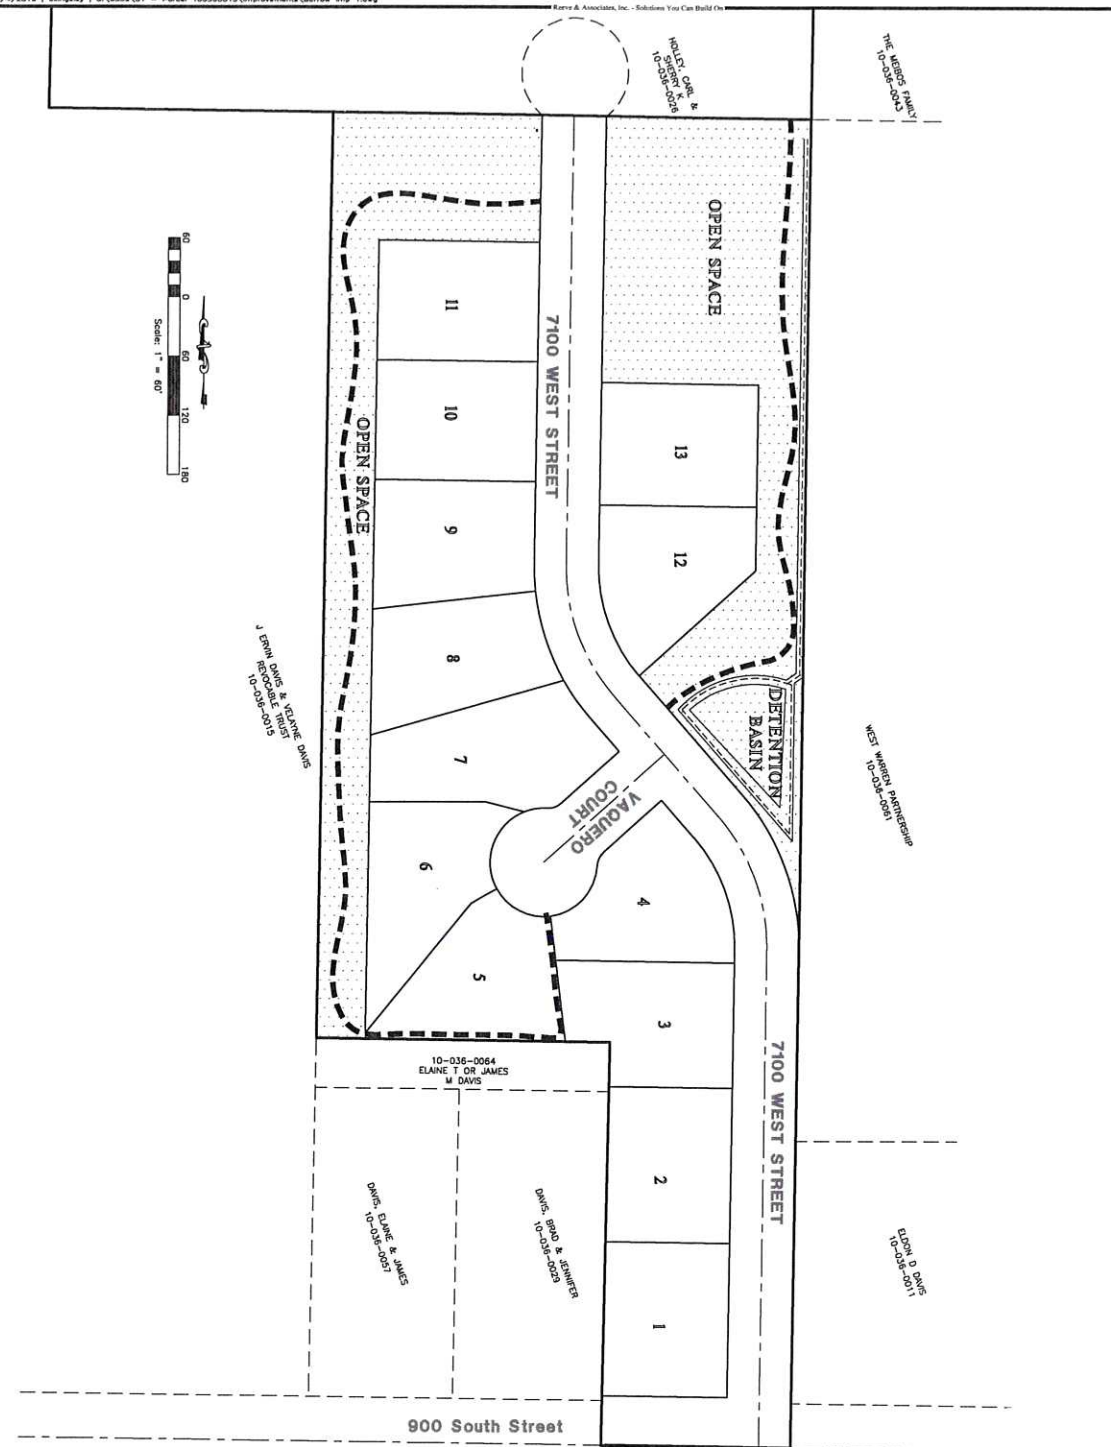 Reeve & Associates, Inc. - Solutions You Can Build On
HOLLEY, CARL &
SHERRY K
10-036-0026
THE MEIBOS FAMILY
10-036-0043
OPEN SPACE
60
0
60
120
180
Scale: 1" = 60'
11
10
9
8
7
6
5
4
3
2
1
13
12
7100 WEST STREET
OPEN SPACE
DETENTION
BASIN
VAQUERO
COURT
J ERVIN DAVIS & VELAYNE DAVIS
REVOCABLE TRUST
10-036-0015
WEST WARREN PARTNERSHIP
10-036-0061
7100 WEST STREET
10-036-0064
ELAINE T OR JAMES
M DAVIS
DAVIS, ELAINE & JAMES
10-036-0057
DAVIS, BRAD & JENNIFER
10-036-0029
ELDON D DAVIS
10-036-0011
900 South Street